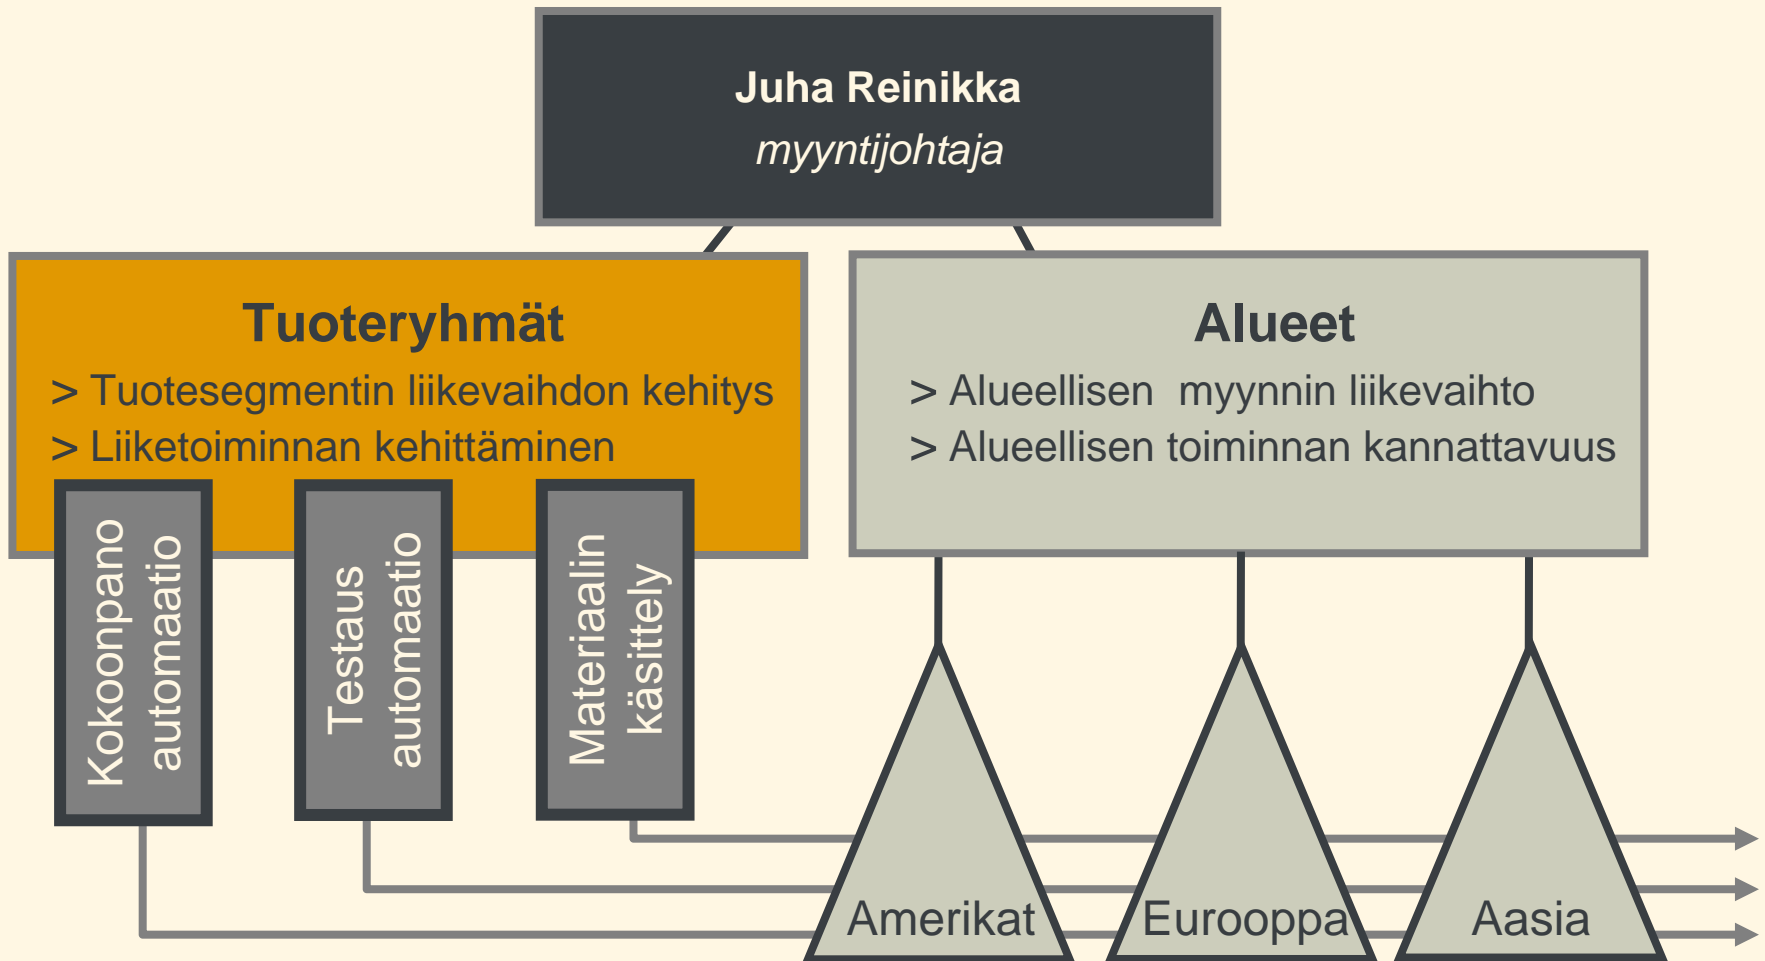 Juha Reinikka
myyntijohtaja
Tuoteryhmät
> Tuotesegmentin liikevaihdon kehitys
> Liiketoiminnan kehittäminen
Alueet
> Alueellisen  myynnin liikevaihto
> Alueellisen toiminnan kannattavuus
Kokoonpano
automaatio
Testaus
automaatio
Materiaalin
käsittely
Amerikat
Eurooppa
Aasia